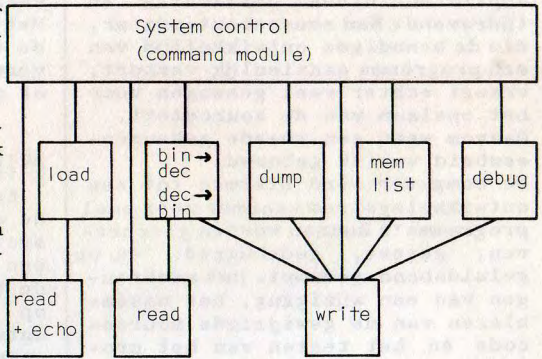 System control
(command module)
load
bin→
dec
dec→
bin
dump
mem
list
debug
read
+ echo
read
write